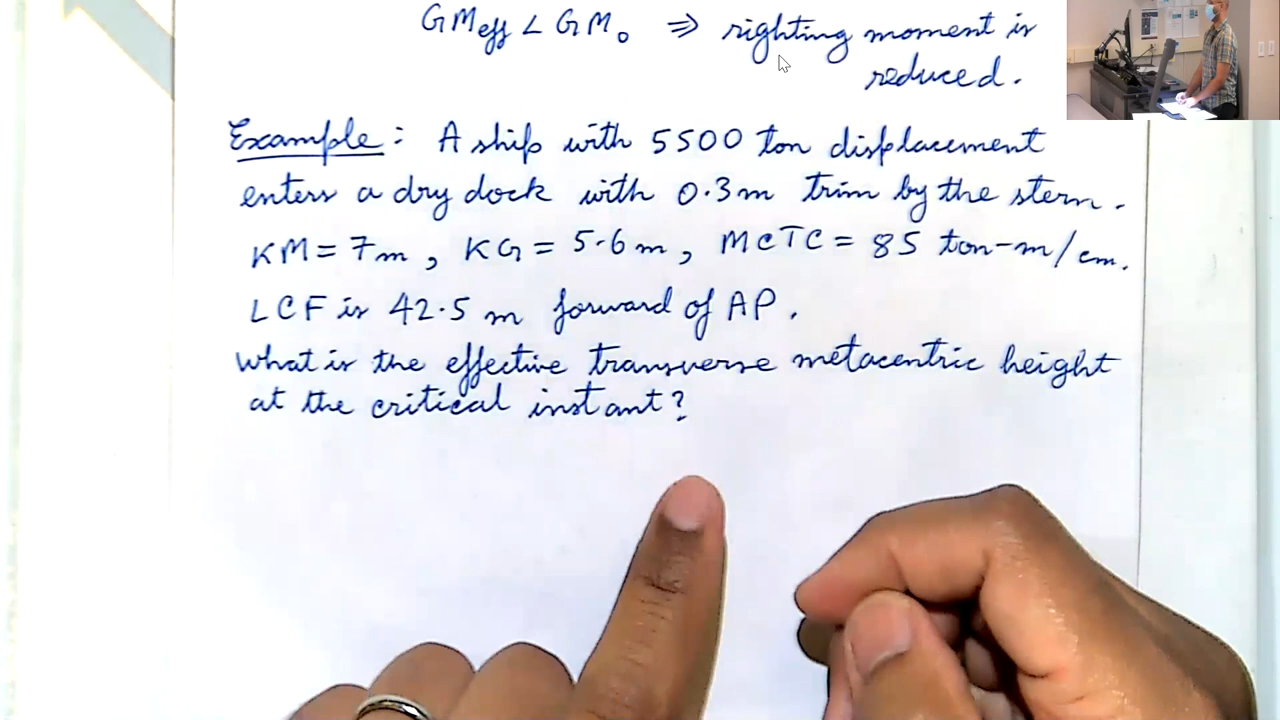 GMeff < GM₀ ⇒ righting moment is
reduced.
Example: A ship with 5500 ton displacement
enters a dry dock with 0.3m trim by the stern.
KM = 7m, KG = 5.6m, MCTC = 85 ton-m/cm.
LCF is 42.5 m forward of AP.
What is the effective transverse metacentric height
at the critical instant?